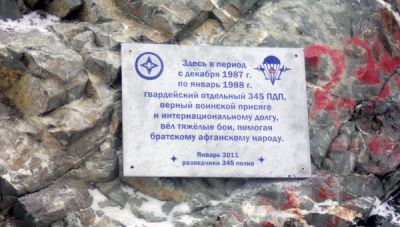 Здесь в период
с декабря 1987 г.
по январь 1988 г.
гвардейский отдельный 345 ПДП,
верный воинской присяге
и интернациональному долгу,
вёл тяжёлые бои, помогая
братскому афганскому народу.
Январь 2011
разведчики 345 полка